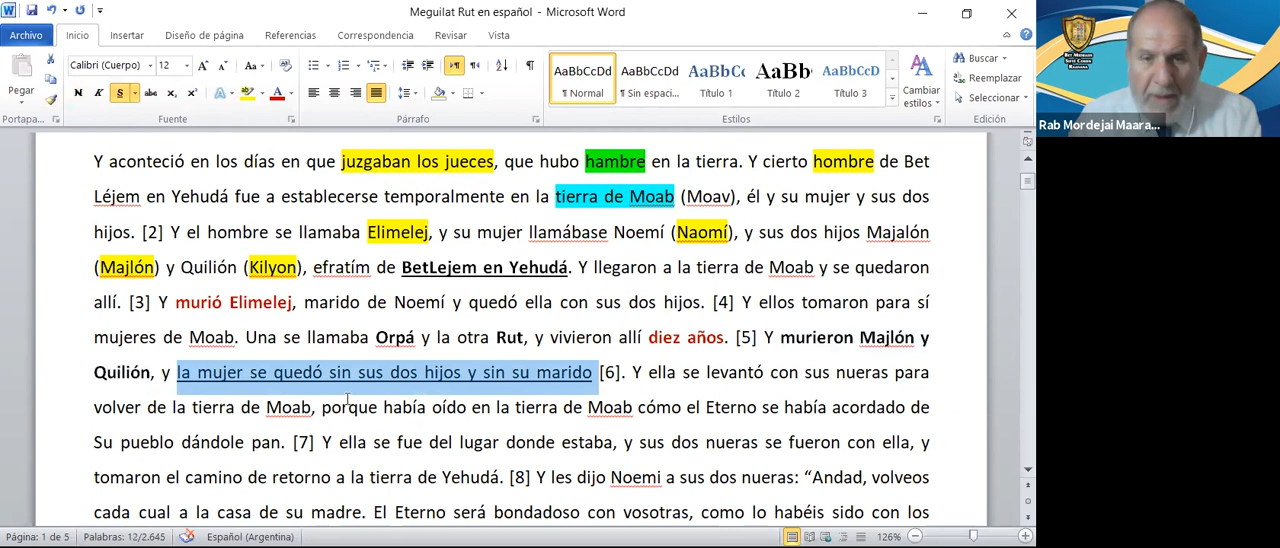 Meguilat Rut en español - Microsoft Word
Archivo Inicio Insertar Diseño de página Referencias Correspondencia Revisar Vista
Calibri (Cuerpo) 12
Pegar
Buscar
Reemplazar
Seleccionar
AaBbCcDd AaBbCcDd AaBbCc AaBb AaBbCcD
¶ Normal ¶ Sin espaci... Título 1 Título 2 Título 3
Cambiar estilos
Portapa... Fuente Párrafo Estilos Edición
Rab Mordejai Maara...
Y aconteció en los días en que juzgaban los jueces, que hubo hambre en la tierra. Y cierto hombre de Bet
Léjem en Yehudá fue a establecerse temporalmente en la tierra de Moab (Moav), él y su mujer y sus dos
hijos. [2] Y el hombre se llamaba Elimelej, y su mujer llamábase Noemí (Naomí), y sus dos hijos Majalón
(Majlón) y Quilión (Kilyon), efratím de BetLejem en Yehudá. Y llegaron a la tierra de Moab y se quedaron
allí. [3] Y murió Elimelej, marido de Noemí y quedó ella con sus dos hijos. [4] Y ellos tomaron para sí
mujeres de Moab. Una se llamaba Orpá y la otra Rut, y vivieron allí diez años. [5] Y murieron Majlón y
Quilión, y la mujer se quedó sin sus dos hijos y sin su marido [6]. Y ella se levantó con sus nueras para
volver de la tierra de Moab, porque había oído en la tierra de Moab cómo el Eterno se había acordado de
Su pueblo dándole pan. [7] Y ella se fue del lugar donde estaba, y sus dos nueras se fueron con ella, y
tomaron el camino de retorno a la tierra de Yehudá. [8] Y les dijo Noemi a sus dos nueras: “Andad, volveos
cada cual a la casa de su madre. El Eterno será bondadoso con vosotras, como lo habéis sido con los
Página: 1 de 5 Palabras: 12/2.645 Español (Argentina) 126%